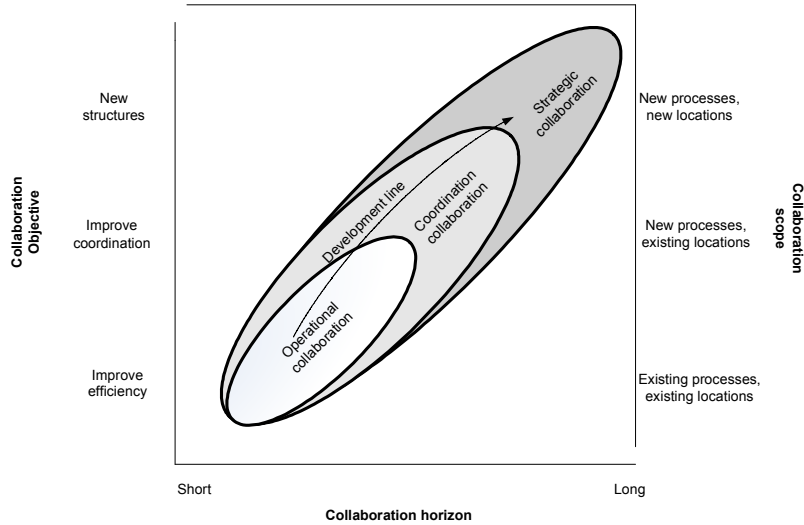 New
structures
Improve
coordination
Improve
efficiency
Collaboration
Objective
Strategic
collaboration
Development line
Coordination
collaboration
Operational
collaboration
New processes,
new locations
New processes,
existing locations
Existing processes,
existing locations
Collaboration
scope
Short
Long
Collaboration horizon